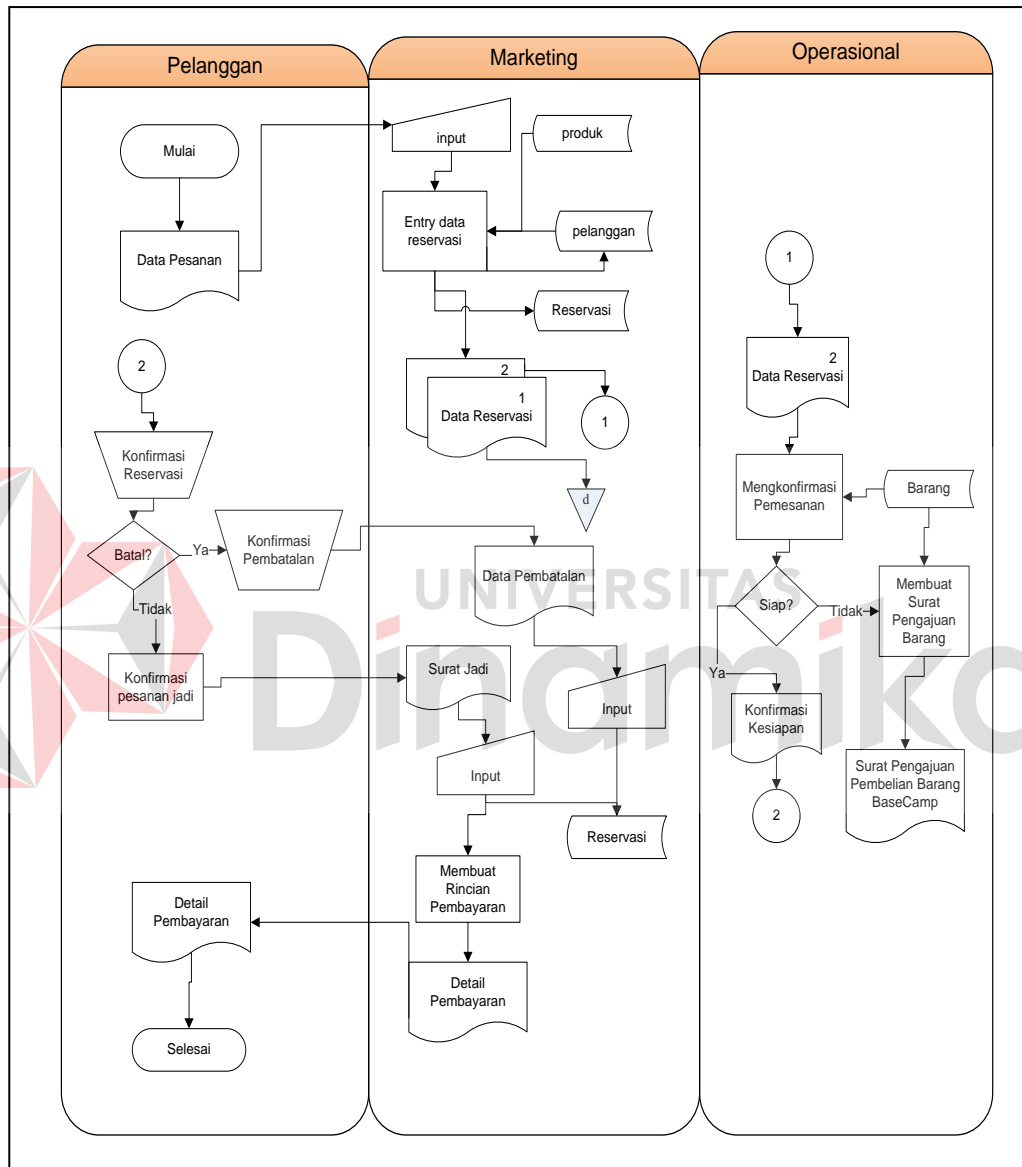 Pelanggan
Marketing
Operasional
Mulai
Data Pesanan
2
Konfirmasi
Reservasi
Batal?
Ya
Konfirmasi
Pembatalan
Tidak
Konfirmasi
pesanan jadi
Detail
Pembayaran
Selesai
input
produk
Entry data
reservasi
pelanggan
Reservasi
2
1
Data Reservasi
1
d
Data Pembatalan
Surat Jadi
Input
Input
Reservasi
Membuat
Rincian
Pembayaran
Detail
Pembayaran
1
2
Data Reservasi
Mengkonfirmasi
Pemesanan
Barang
Siap?
Tidak
Membuat
Surat
Pengajuan
Barang
Ya
Konfirmasi
Kesiapan
2
Surat Pengajuan
Pembelian Barang
BaseCamp
UNIVERSITAS
Dinamika